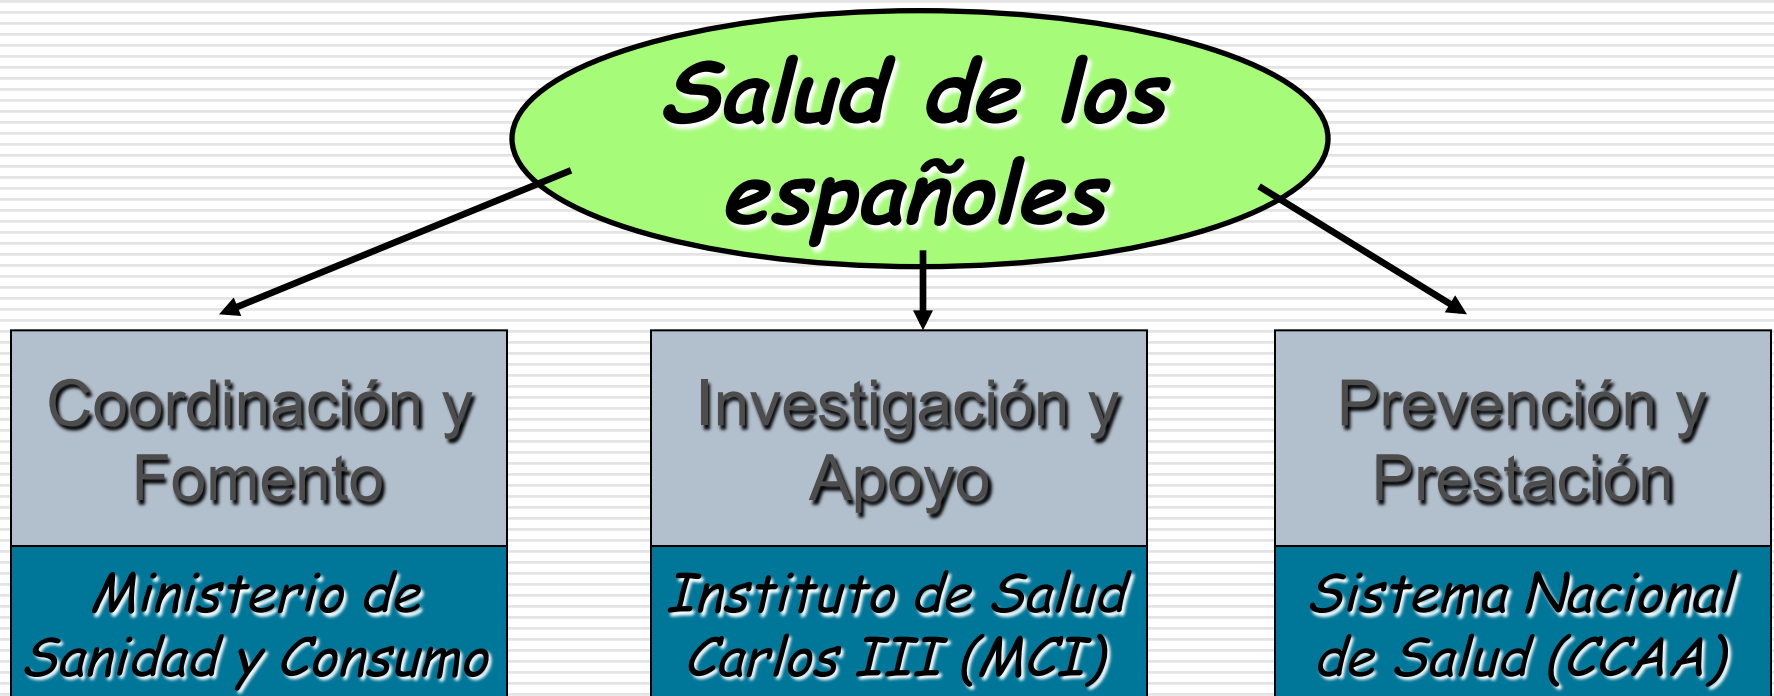 Salud de los
españoles
Coordinación y
Fomento
Ministerio de
Sanidad y Consumo
Investigación y
Apoyo
Instituto de Salud
Carlos III (MCI)
Prevención y
Prestación
Sistema Nacional
de Salud (CCAA)